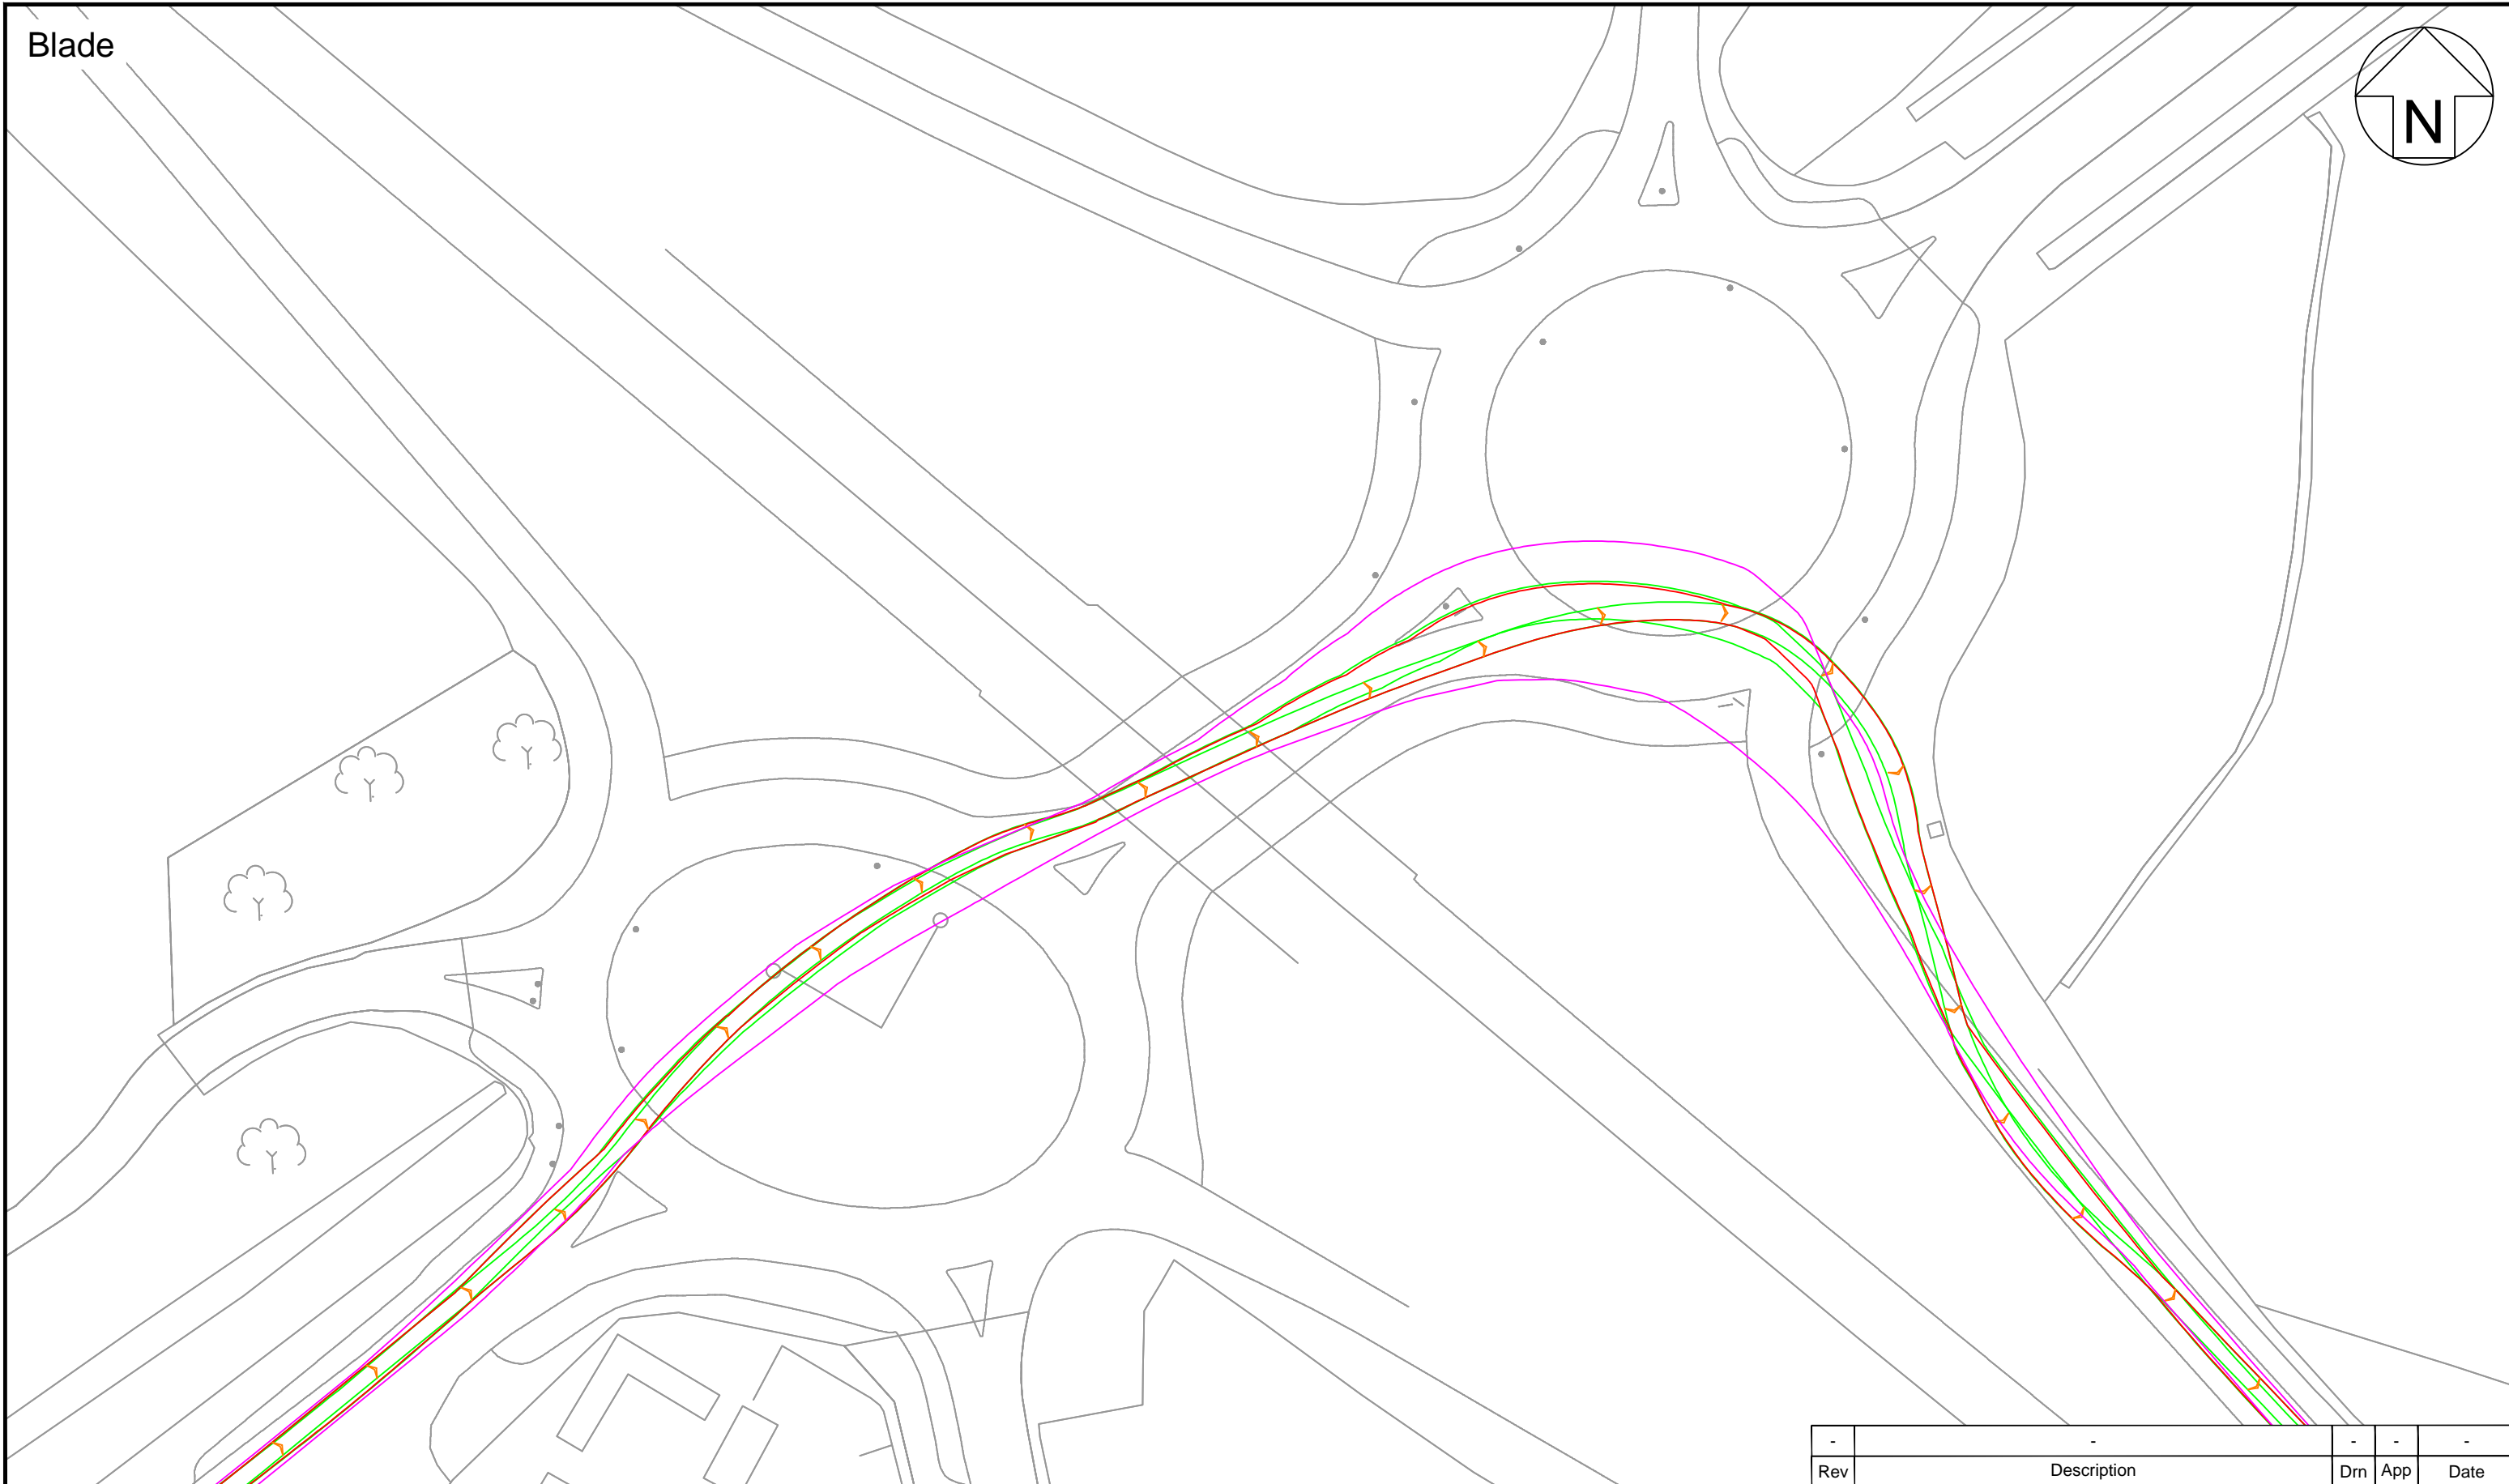 Blade
N
- - - - -
Rev Description Drn App Date